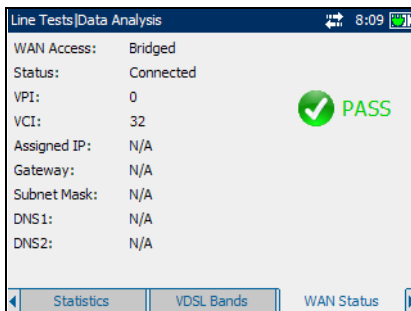 Line Tests|Data Analysis 8:09
WAN Access: Bridged
Status: Connected
VPI: 0
VCI: 32
PASS
Assigned IP: N/A
Gateway: N/A
Subnet Mask: N/A
DNS1: N/A
DNS2: N/A
Statistics VDSL Bands WAN Status